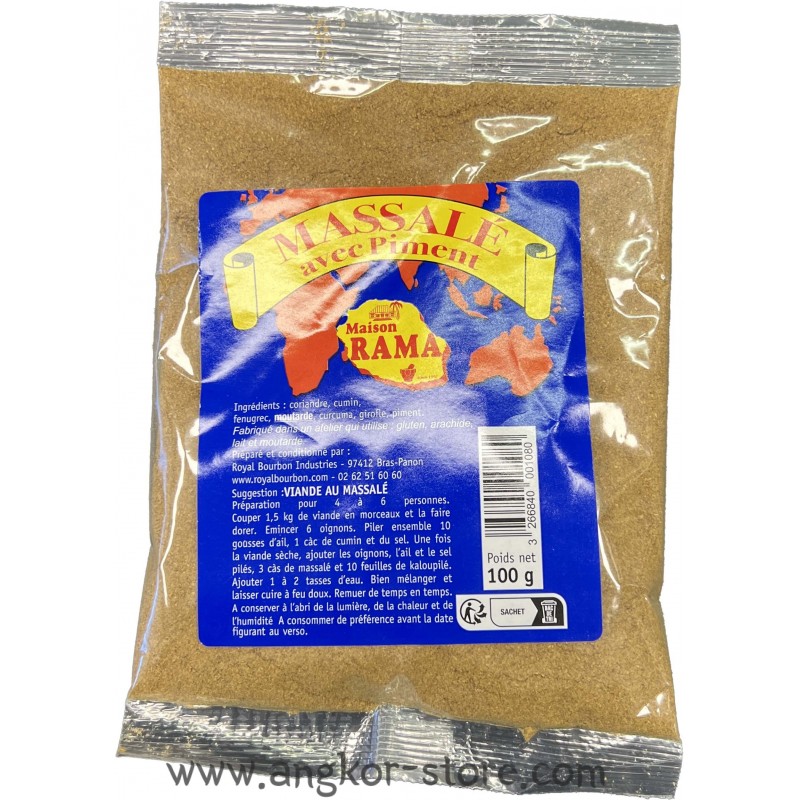 MASSALÉ
avec Piment
Maison
RAMA
Ingrédients : coriandre, cumin,
fenugrec, moutarde, curcuma, girofle, piment.
Fabriqué dans un atelier qui utilise : gluten, arachide,
lait et moutarde.
Préparé et conditionné par :
Royal Bourbon Industries - 97412 Bras-Panon
www.royalbourbon.com - 02 62 51 60 60
Suggestion :VIANDE AU MASSALÉ
Préparation pour 4 à 6 personnes.
Couper 1,5 kg de viande en morceaux et la faire
dorer. Emincer 6 oignons. Piler ensemble 10
gousses d'ail, 1 càc de cumin et du sel. Une fois
la viande sèche, ajouter les oignons, l'ail et le sel
pilés, 3 càs de massalé et 10 feuilles de kaloupilé.
Ajouter 1 à 2 tasses d'eau. Bien mélanger et
laisser cuire à feu doux. Remuer de temps en temps.
A conserver à l'abri de la lumière, de la chaleur et de
l'humidité A consommer de préférence avant la date
figurant au verso.
3 266840 001080
Poids net
100 g
SACHET
BAC
DE
TRI
www.angkor-store.com